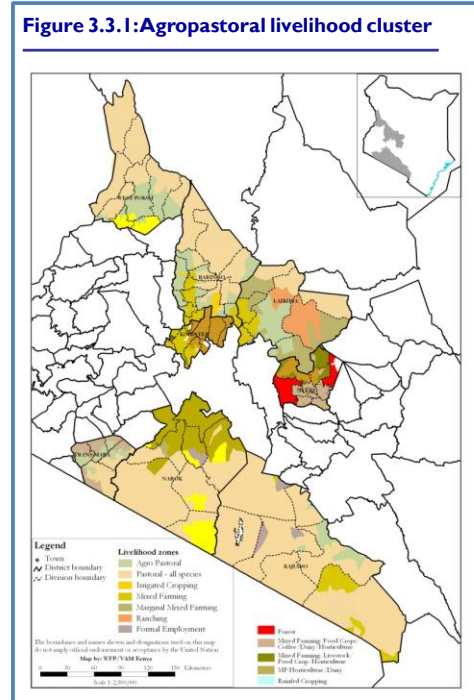 Figure 3.3.1:Agropastoral livelihood cluster
WEST POKOT
BARINGO
LAIKIPIA
KOIBATEK
NYERI
TRANS MARA
NAROK
KAJIADO
Legend
Town
District boundary
Division boundary
Livelihood zones
Agro Pastoral
Pastoral - all species
Irrigated Cropping
Mixed Farming
Marginal Mixed Farming
Ranching
Formal Employment
The boundaries and names shown and designations used on this map
do not imply official endorsement or acceptance by the United Nation
Map by: WFP/VAM Kenya
0 30 60 90 120 150 Kilometers
Scale 1:2,500,000
Forest
Mixed Farming: Food Crops
Coffee/Dairy/Horticulture
Mixed Farming: Livestock/
Food Crop/Horticulture
MF-Horticulture/Dairy
Rainfed Cropping